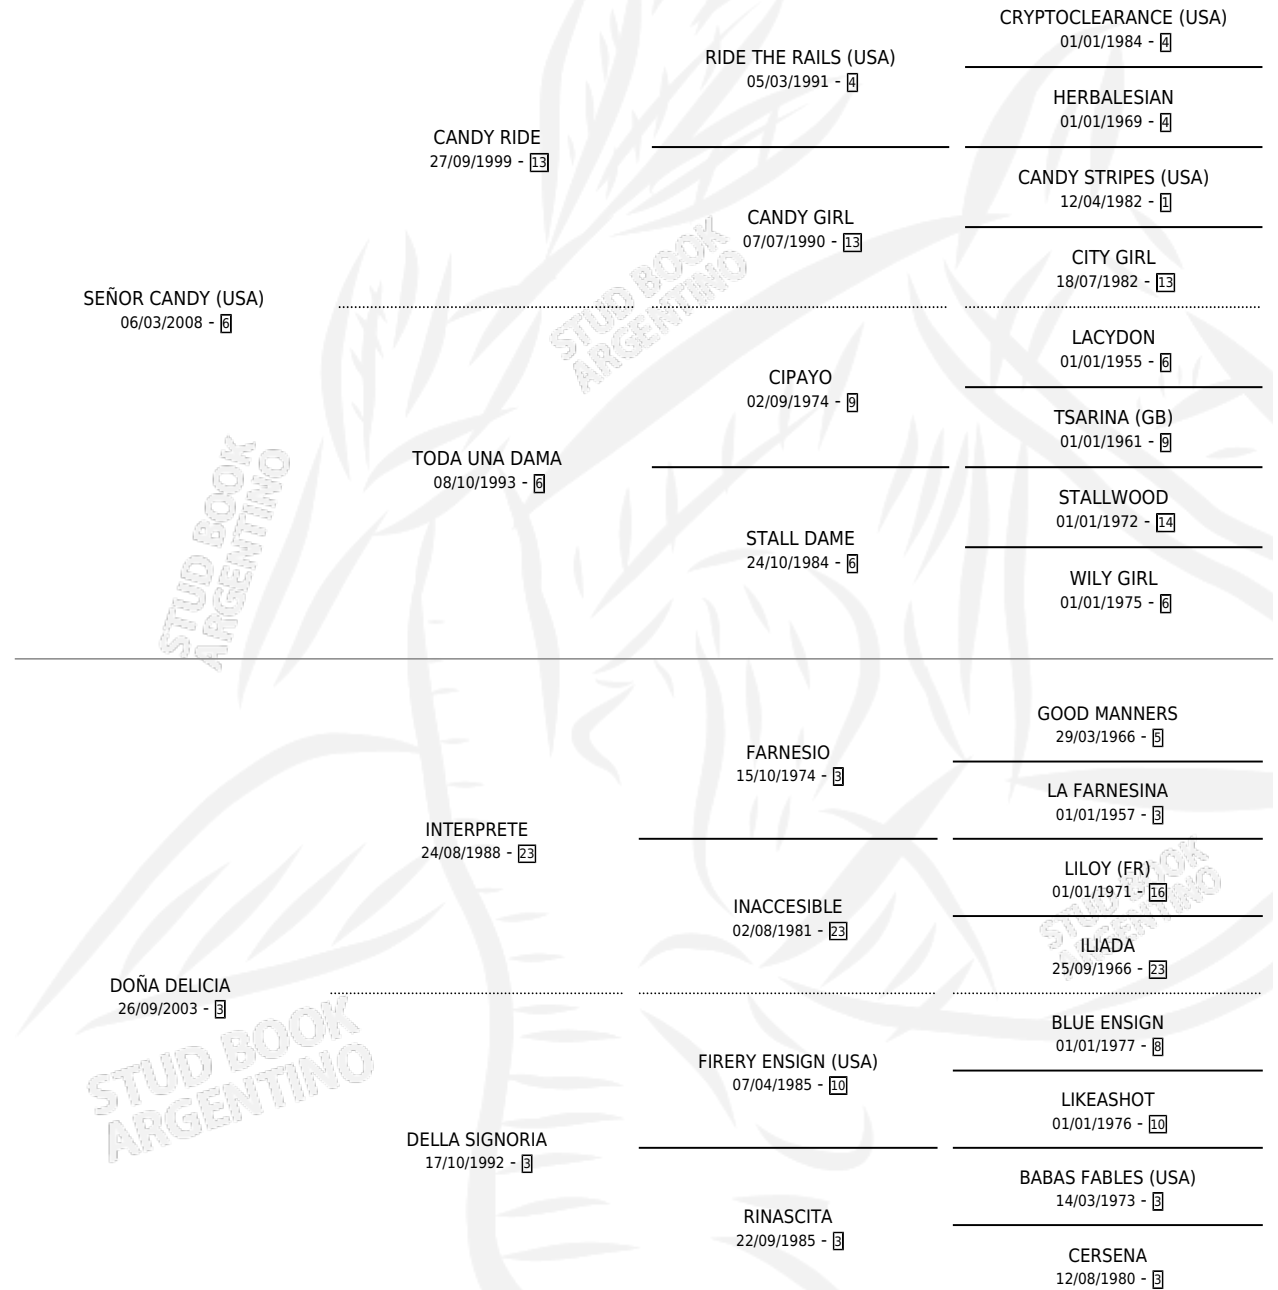 CRYPTOCLEARANCE (USA)
01/01/1984 - 4
RIDE THE RAILS (USA)
05/03/1991 - 4
HERBALESIAN
01/01/1969 - 4
CANDY RIDE
27/09/1999 - 13
CANDY STRIPES (USA)
12/04/1982 - 1
CANDY GIRL
07/07/1990 - 13
CITY GIRL
18/07/1982 - 13
SEÑOR CANDY (USA)
06/03/2008 - 6
LACYDON
01/01/1955 - 6
CIPAYO
02/09/1974 - 9
TSARINA (GB)
01/01/1961 - 9
TODA UNA DAMA
08/10/1993 - 6
STALLWOOD
01/01/1972 - 14
STALL DAME
24/10/1984 - 6
WILY GIRL
01/01/1975 - 6
STUD BOOK
ARGENTINO
STUD BOOK
ARGENTINO
GOOD MANNERS
29/03/1966 - 5
FARNESIO
15/10/1974 - 3
LA FARNESINA
01/01/1957 - 3
INTERPRETE
24/08/1988 - 23
LILOY (FR)
01/01/1971 - 16
INACCESIBLE
02/08/1981 - 23
ILIADA
25/09/1966 - 23
DOÑA DELICIA
26/09/2003 - 3
BLUE ENSIGN
01/01/1977 - 8
FIRERY ENSIGN (USA)
07/04/1985 - 10
LIKEASHOT
01/01/1976 - 10
DELLA SIGNORIA
17/10/1992 - 3
BABAS FABLES (USA)
14/03/1973 - 3
RINASCITA
22/09/1985 - 3
CERSENA
12/08/1980 - 3
STUD BOOK
ARGENTINO
STUD BOOK
ARGENTINO